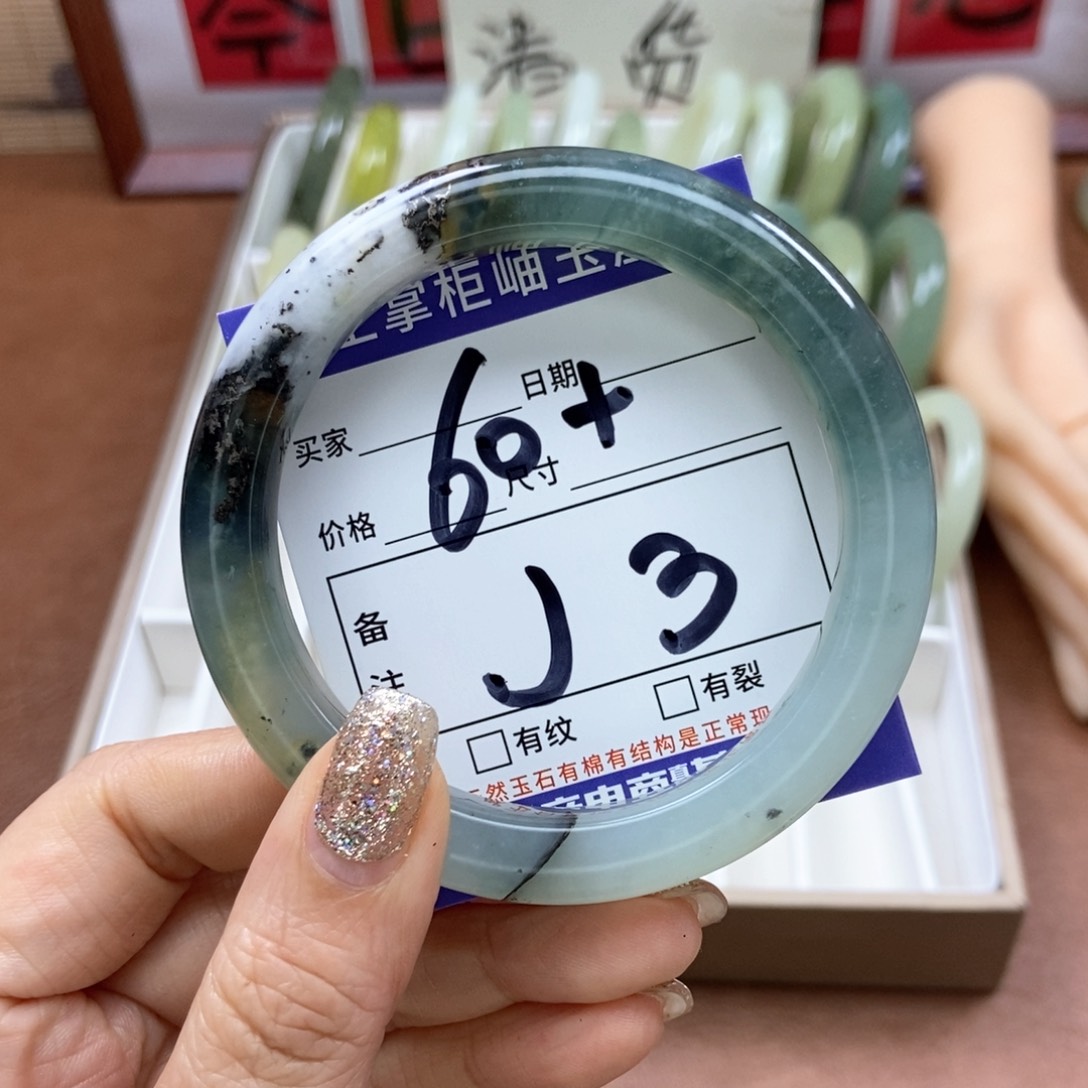 清货
掌柜岫玉
日期
买家
60+
尺寸
价格
J3
备
注
有裂
有纹
然玉石有棉有结构是正常现